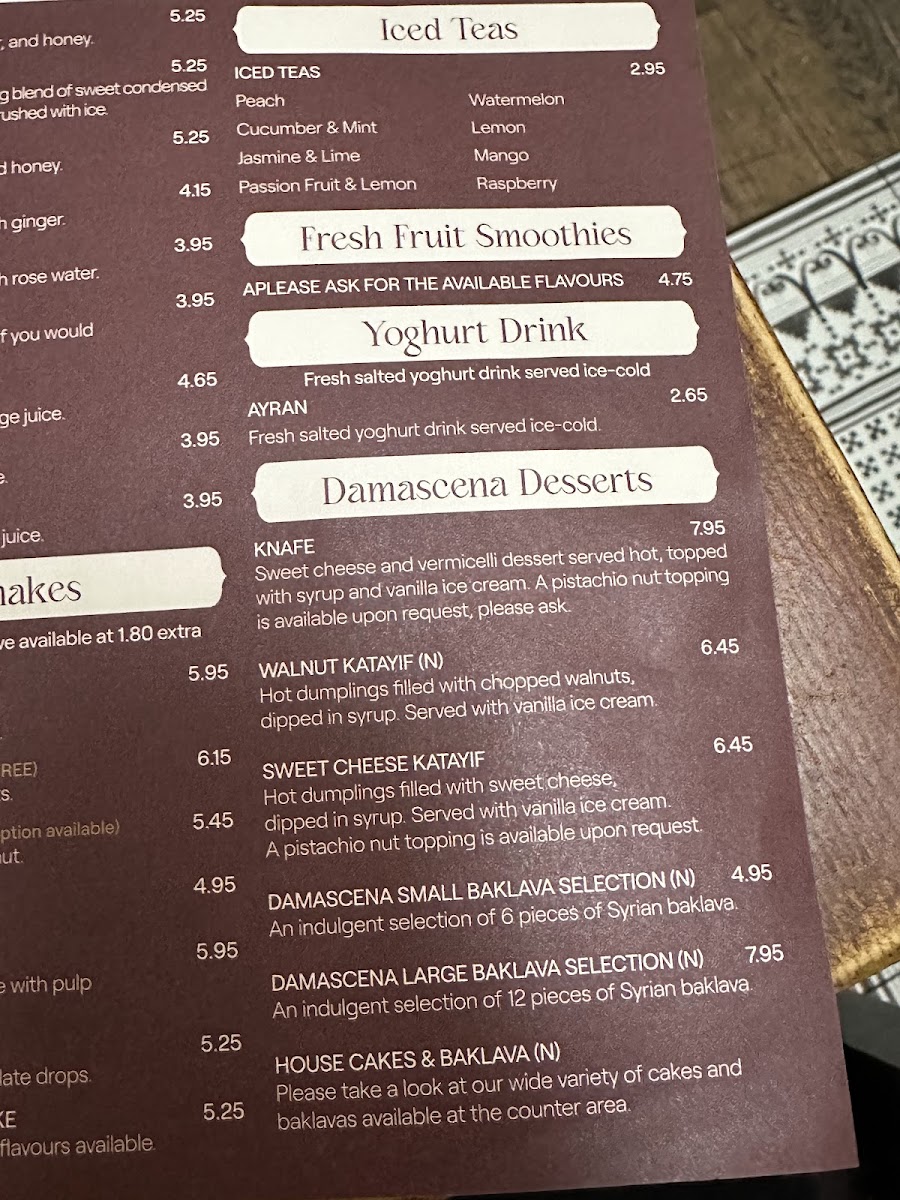 5.25
, and honey.
5.25
g blend of sweet condensed
rushed with ice.
5.25
d honey.
4.15
h ginger.
3.95
h rose water.
3.95
f you would
4.65
ge juice.
3.95
e.
3.95
juice.
hakes
ve available at 1.80 extra
5.95
6.15
REE)
s.
5.45
ption available)
ut.
4.95
5.95
e with pulp
5.25
late drops.
KE 5.25
flavours available.
Iced Teas
ICED TEAS 2.95
Peach Watermelon
Cucumber & Mint Lemon
Jasmine & Lime Mango
Passion Fruit & Lemon Raspberry
Fresh Fruit Smoothies
APLEASE ASK FOR THE AVAILABLE FLAVOURS 4.75
Yoghurt Drink
Fresh salted yoghurt drink served ice-cold
AYRAN 2.65
Fresh salted yoghurt drink served ice-cold.
Damascena Desserts
KNAFE 7.95
Sweet cheese and vermicelli dessert served hot, topped
with syrup and vanilla ice cream. A pistachio nut topping
is available upon request, please ask.
WALNUT KATAYIF (N) 6.45
Hot dumplings filled with chopped walnuts,
dipped in syrup. Served with vanilla ice cream.
SWEET CHEESE KATAYIF 6.45
Hot dumplings filled with sweet cheese,
dipped in syrup. Served with vanilla ice cream.
A pistachio nut topping is available upon request.
DAMASCENA SMALL BAKLAVA SELECTION (N) 4.95
An indulgent selection of 6 pieces of Syrian baklava.
DAMASCENA LARGE BAKLAVA SELECTION (N) 7.95
An indulgent selection of 12 pieces of Syrian baklava.
HOUSE CAKES & BAKLAVA (N)
Please take a look at our wide variety of cakes and
baklavas available at the counter area.